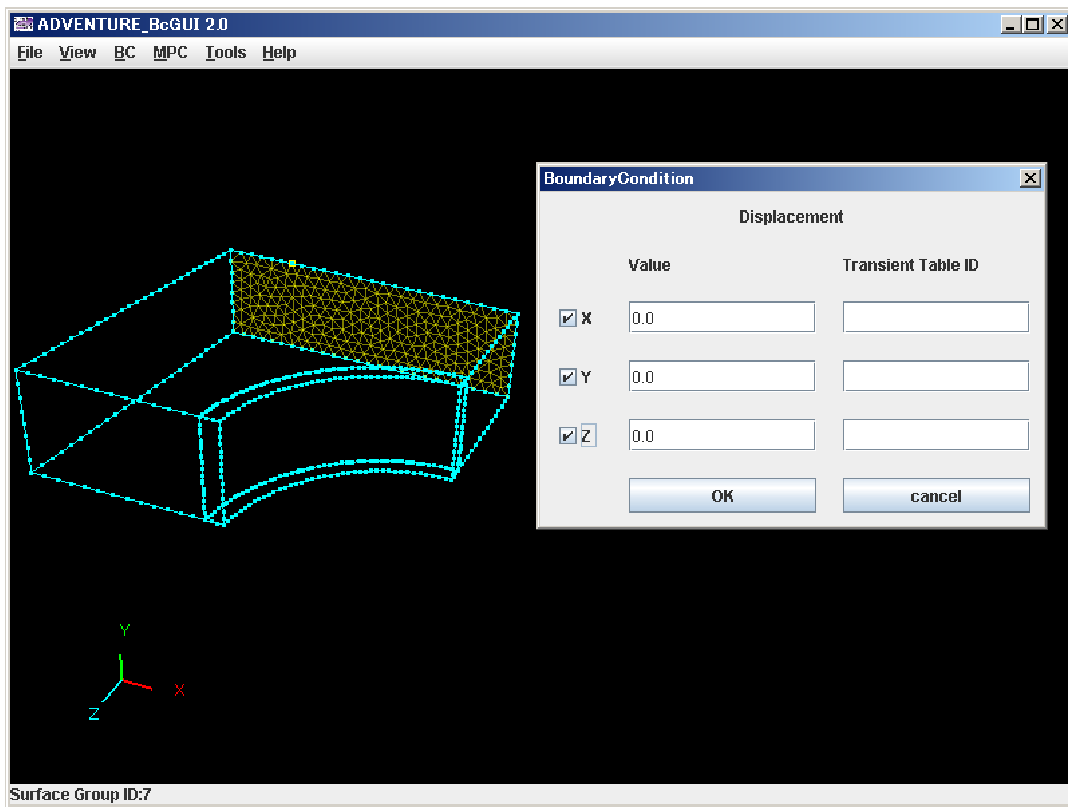 ADVENTURE_BcGUI 2.0
File View BC MPC Tools Help
BoundaryCondition
Displacement
Value Transient Table ID
X 0.0
Y 0.0
Z 0.0
OK cancel
Y
X
Z
Surface Group ID:7